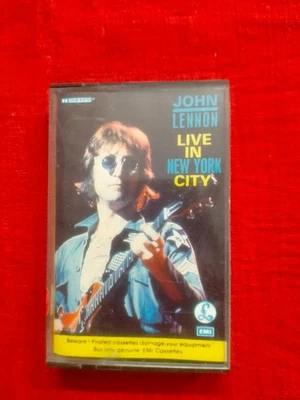 JOHN
LENNON
LIVE
IN
NEW YORK
CITY
EMI
Beware! Pirated cassettes damage your equipment
Buy only genuine EMI Cassettes